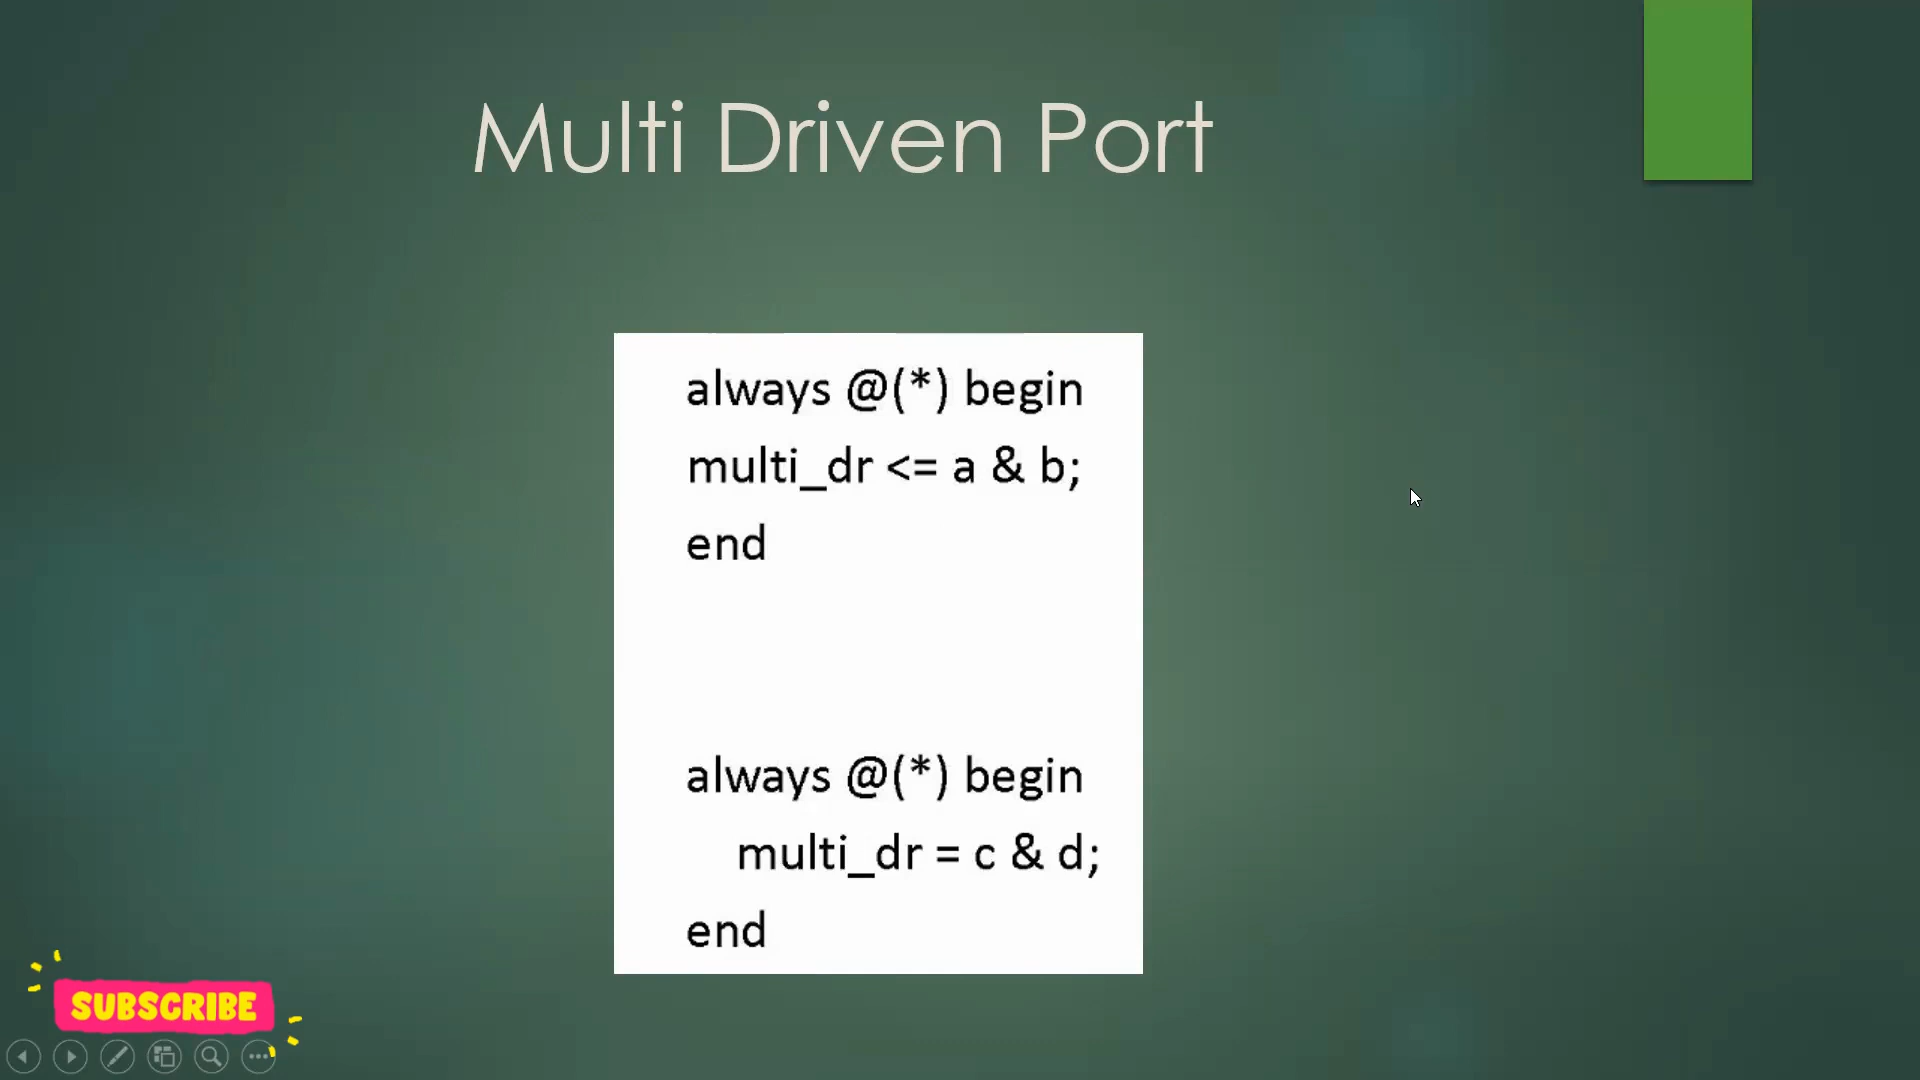 Multi Driven Port
always @(*) begin
multi_dr <= a & b;
end
always @(*) begin
multi_dr = c & d;
end
SUBSCRIBE